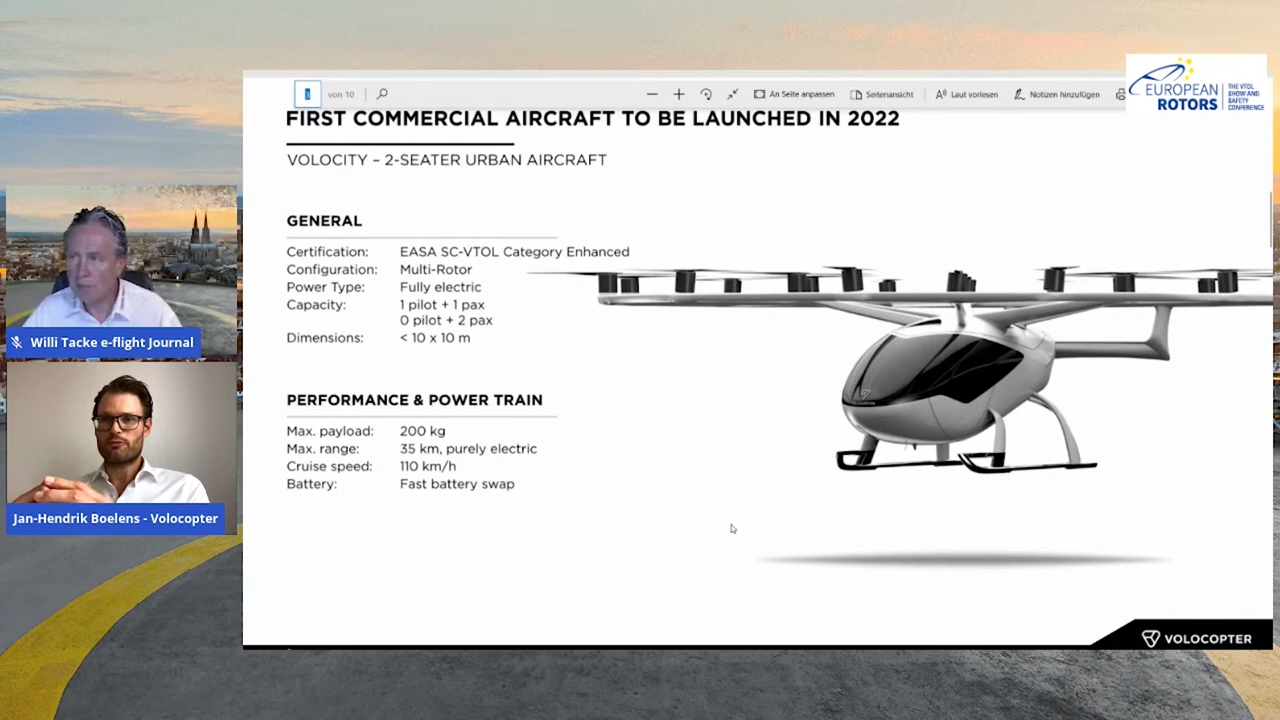 von 10
An Seite anpassen
Seitenansicht
Laut vorlesen
Notizen hinzufügen
EUROPEAN
ROTORS
THE VTOL
SHOW AND
SAFETY
CONFERENCE
FIRST COMMERCIAL AIRCRAFT TO BE LAUNCHED IN 2022
VOLOCITY – 2-SEATER URBAN AIRCRAFT
GENERAL
Certification: EASA SC-VTOL Category Enhanced
Configuration: Multi-Rotor
Power Type: Fully electric
Capacity: 1 pilot + 1 pax
0 pilot + 2 pax
Dimensions: < 10 x 10 m
PERFORMANCE & POWER TRAIN
Max. payload: 200 kg
Max. range: 35 km, purely electric
Cruise speed: 110 km/h
Battery: Fast battery swap
Willi Tacke e-flight Journal
Jan-Hendrik Boelens - Volocopter
VOLOCOPTER